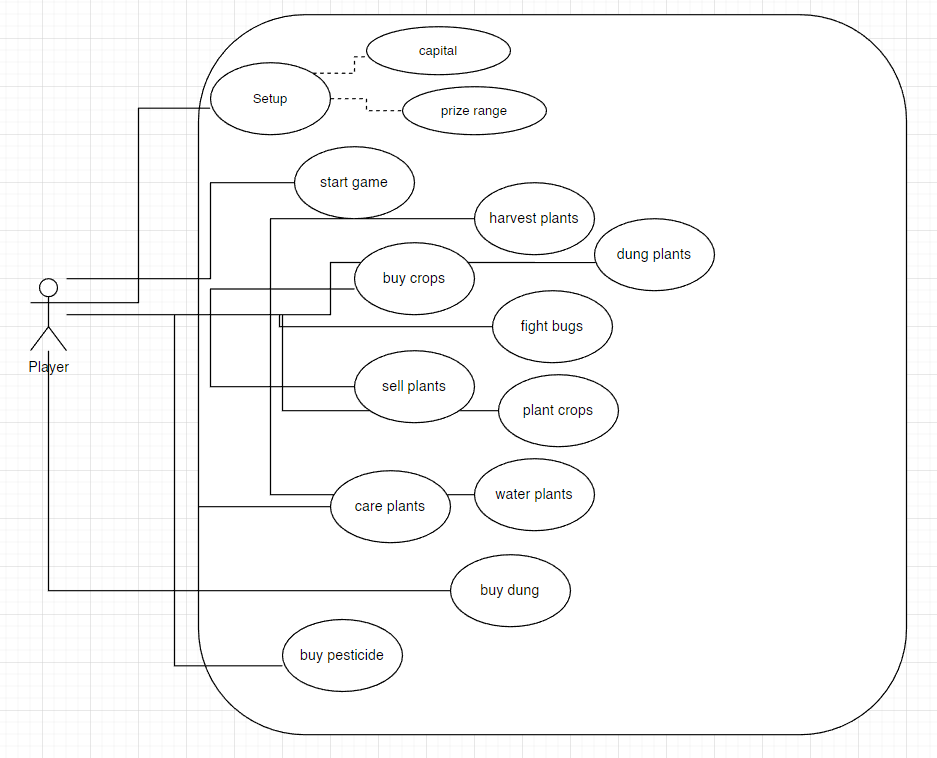 capital
Setup
prize range
start game
harvest plants
dung plants
buy crops
fight bugs
Player
sell plants
plant crops
water plants
care plants
buy dung
buy pesticide